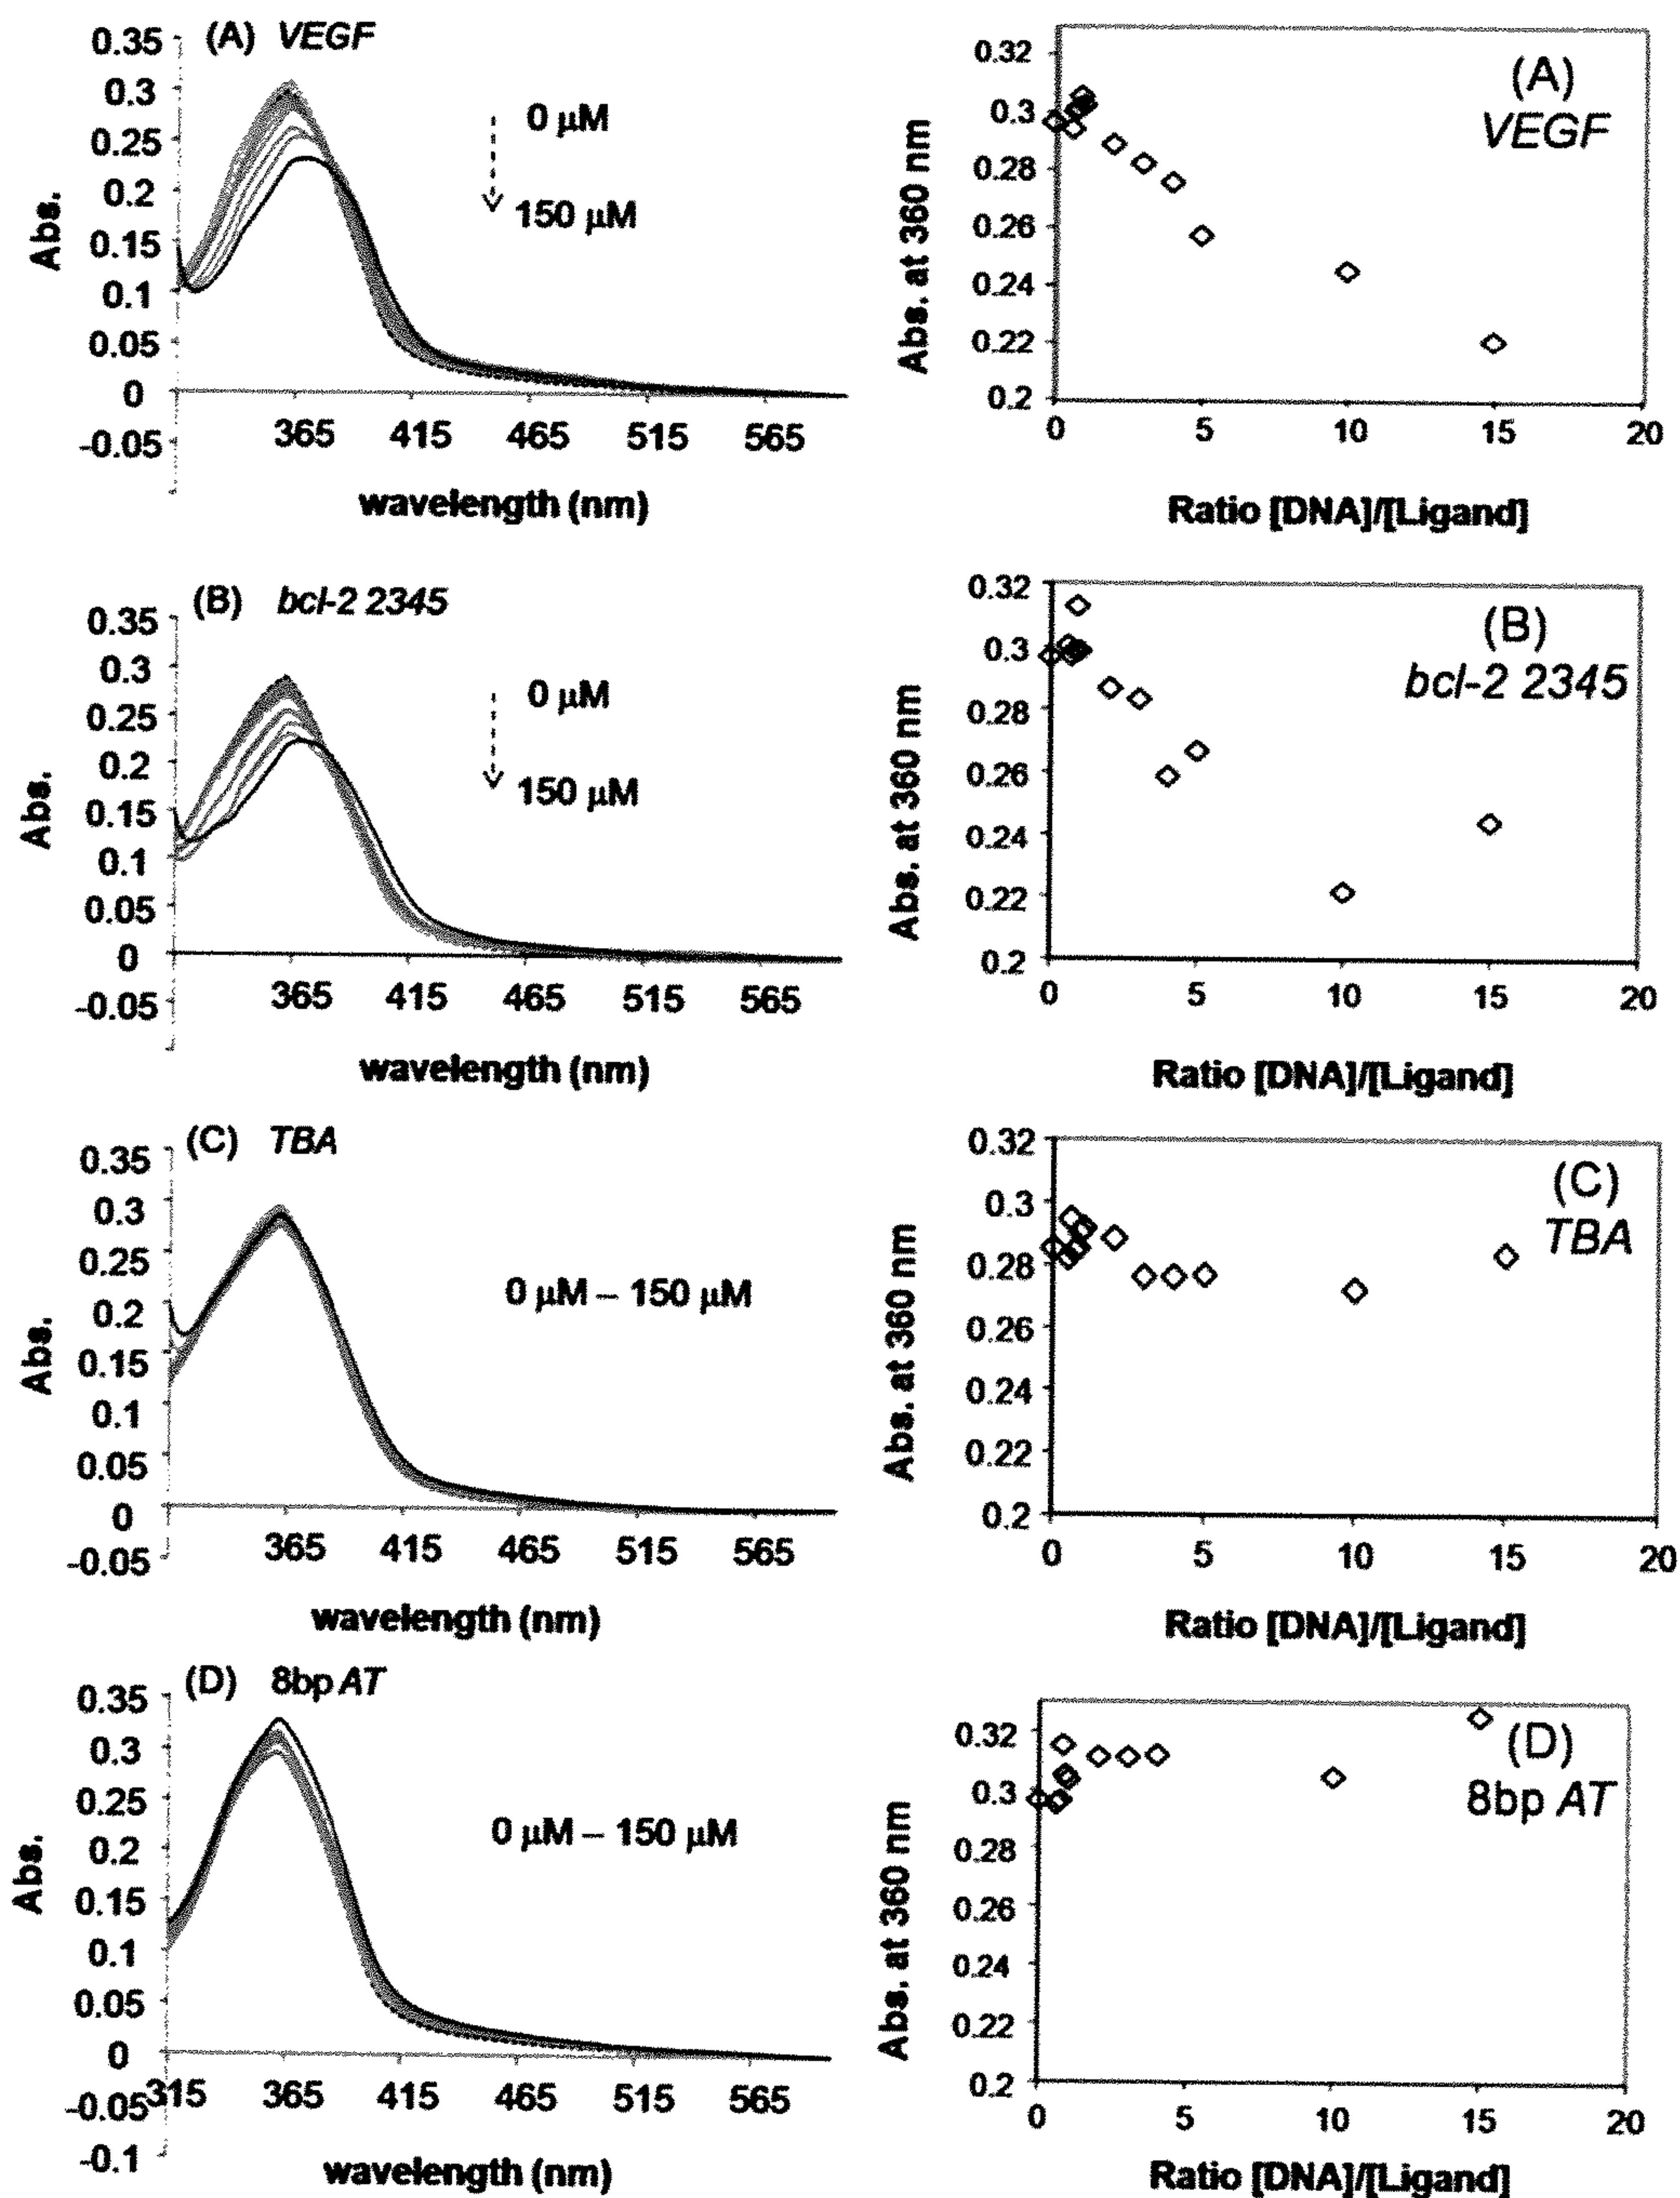 (A) VEGF
0.35
0.3
0.25
0.2
0.15
0.1
0.05
0
-0.05
Abs.
0 μM
150 μM
365 415 465 515 565
wavelength (nm)
(A)
VEGF
0.32
0.3
0.28
0.26
0.24
0.22
0.2
Abs. at 360 nm
0 5 10 15 20
Ratio [DNA]/[Ligand]
(B) bcl-2 2345
0.35
0.3
0.25
0.2
0.15
0.1
0.05
0
-0.05
Abs.
0 μM
150 μM
365 415 465 515 565
wavelength (nm)
(B)
bcl-2 2345
0.32
0.3
0.28
0.26
0.24
0.22
0.2
Abs. at 360 nm
0 5 10 15 20
Ratio [DNA]/[Ligand]
(C) TBA
0.35
0.3
0.25
0.2
0.15
0.1
0.05
0
-0.05
Abs.
0 μM – 150 μM
365 415 465 515 565
wavelength (nm)
(C)
TBA
0.32
0.3
0.28
0.26
0.24
0.22
0.2
Abs. at 360 nm
0 5 10 15 20
Ratio [DNA]/[Ligand]
(D) 8bp AT
0.35
0.3
0.25
0.2
0.15
0.1
0.05
0
-0.05
-0.1
Abs.
0 μM – 150 μM
315 365 415 465 515 565
wavelength (nm)
(D)
8bp AT
0.32
0.3
0.28
0.26
0.24
0.22
0.2
Abs. at 360 nm
0 5 10 15 20
Ratio [DNA]/[Ligand]